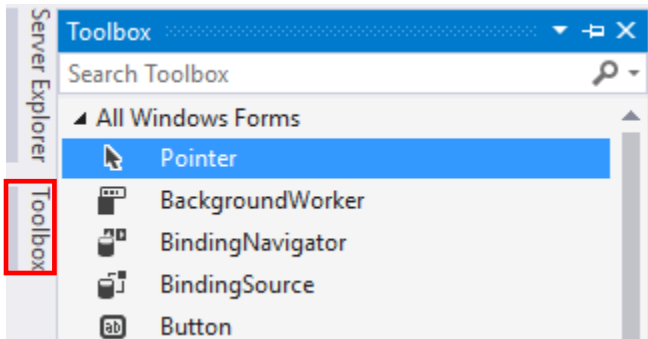 Server Explorer
Toolbox
Toolbox
Search Toolbox
All Windows Forms
Pointer
BackgroundWorker
BindingNavigator
BindingSource
Button